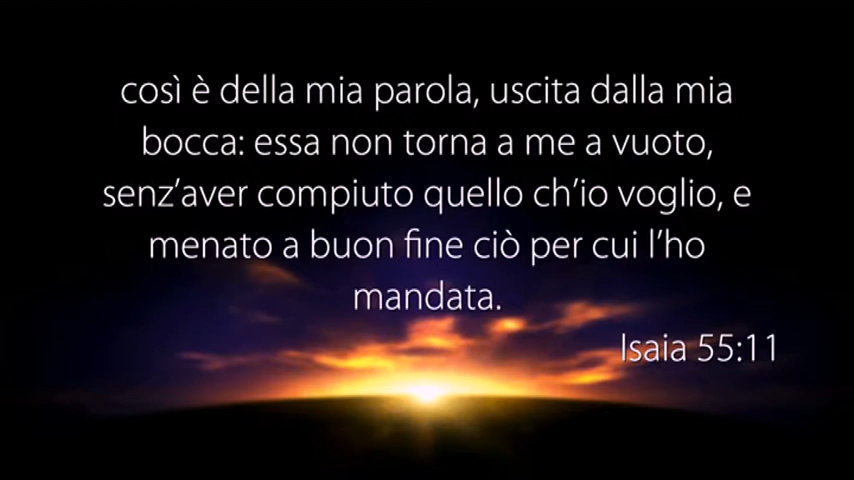 così è della mia parola, uscita dalla mia
bocca: essa non torna a me a vuoto,
senz’aver compiuto quello ch’io voglio, e
menato a buon fine ciò per cui l’ho
mandata.
Isaia 55:11